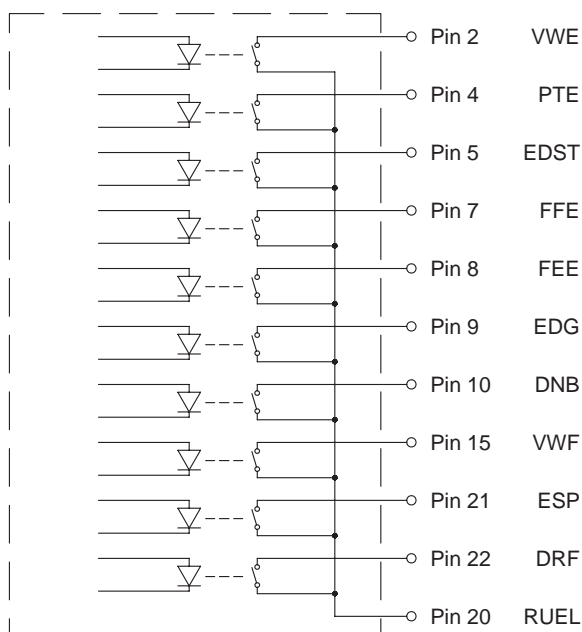 Pin 2 VWE
Pin 4 PTE
Pin 5 EDST
Pin 7 FFE
Pin 8 FEE
Pin 9 EDG
Pin 10 DNB
Pin 15 VWF
Pin 21 ESP
Pin 22 DRF
Pin 20 RUEL